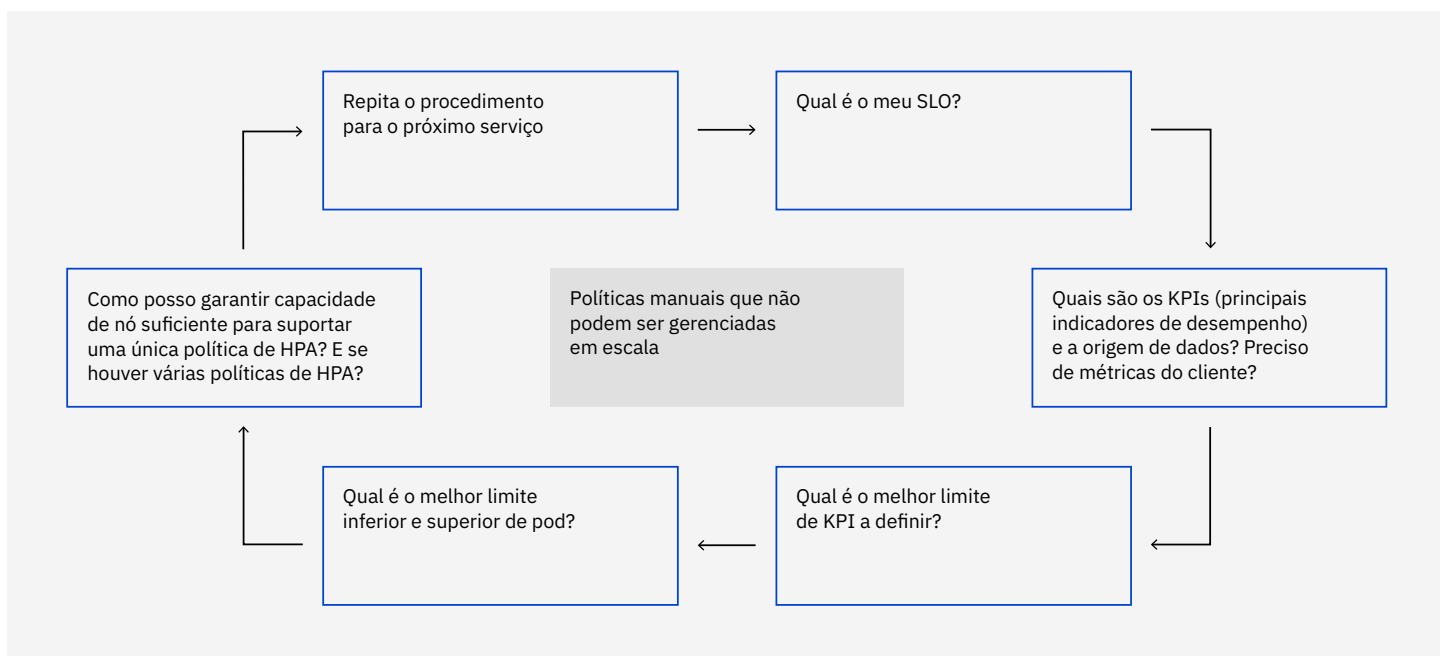 Repita o procedimento
para o próximo serviço
Qual é o meu SLO?
Como posso garantir capacidade
de nó suficiente para suportar
uma única política de HPA? E se
houver várias políticas de HPA?
Políticas manuais que não
podem ser gerenciadas
em escala
Quais são os KPIs (principais
indicadores de desempenho)
e a origem de dados? Preciso
de métricas do cliente?
Qual é o melhor limite
inferior e superior de pod?
Qual é o melhor limite
de KPI a definir?